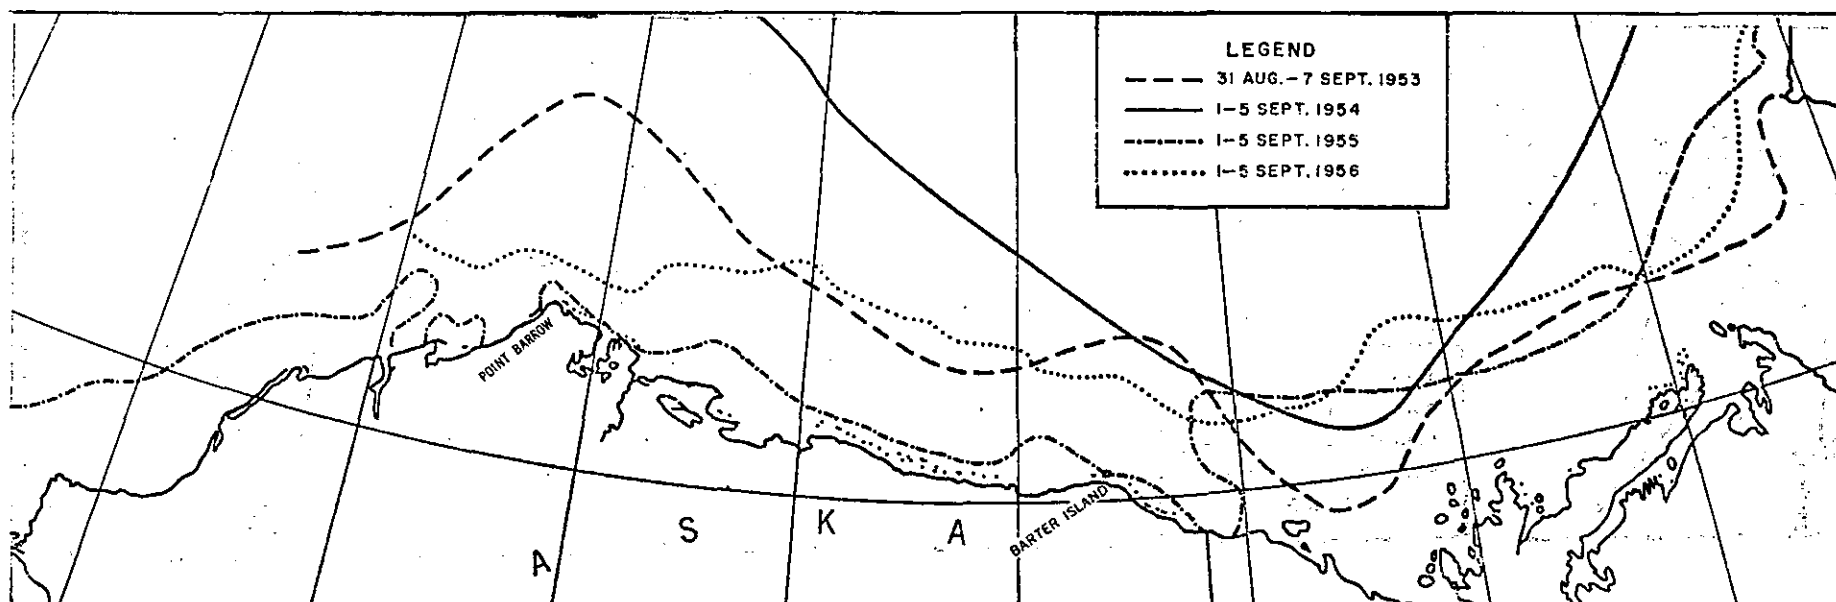 LEGEND
31 AUG.-7 SEPT. 1953
1-5 SEPT. 1954
1-5 SEPT. 1955
1-5 SEPT. 1956
POINT BARROW
A S K A
BARTER ISLAND